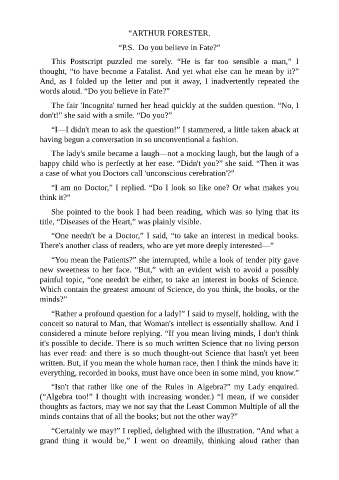 “ARTHUR FORESTER.
“P.S. Do you believe in Fate?”
This Postscript puzzled me sorely. “He is far too sensible a man,” I
thought, “to have become a Fatalist. And yet what else can he mean by it?”
And, as I folded up the letter and put it away, I inadvertently repeated the
words aloud. “Do you believe in Fate?”
The fair 'Incognita' turned her head quickly at the sudden question. “No, I
don't!” she said with a smile. “Do you?”
“I—I didn't mean to ask the question!” I stammered, a little taken aback at
having begun a conversation in so unconventional a fashion.
The lady's smile became a laugh—not a mocking laugh, but the laugh of a
happy child who is perfectly at her ease. “Didn't you?” she said. “Then it was
a case of what you Doctors call 'unconscious cerebration'?”
“I am no Doctor,” I replied. “Do I look so like one? Or what makes you
think it?”
She pointed to the book I had been reading, which was so lying that its
title, “Diseases of the Heart,” was plainly visible.
“One needn't be a Doctor,” I said, “to take an interest in medical books.
There's another class of readers, who are yet more deeply interested—”
“You mean the Patients?” she interrupted, while a look of tender pity gave
new sweetness to her face. “But,” with an evident wish to avoid a possibly
painful topic, “one needn't be either, to take an interest in books of Science.
Which contain the greatest amount of Science, do you think, the books, or the
minds?”
“Rather a profound question for a lady!” I said to myself, holding, with the
conceit so natural to Man, that Woman's intellect is essentially shallow. And I
considered a minute before replying. “If you mean living minds, I don't think
it's possible to decide. There is so much written Science that no living person
has ever read: and there is so much thought-out Science that hasn't yet been
written. But, if you mean the whole human race, then I think the minds have it:
everything, recorded in books, must have once been in some mind, you know.”
“Isn't that rather like one of the Rules in Algebra?” my Lady enquired.
(“Algebra too!” I thought with increasing wonder.) “I mean, if we consider
thoughts as factors, may we not say that the Least Common Multiple of all the
minds contains that of all the books; but not the other way?”
“Certainly we may!” I replied, delighted with the illustration. “And what a
grand thing it would be,” I went on dreamily, thinking aloud rather than